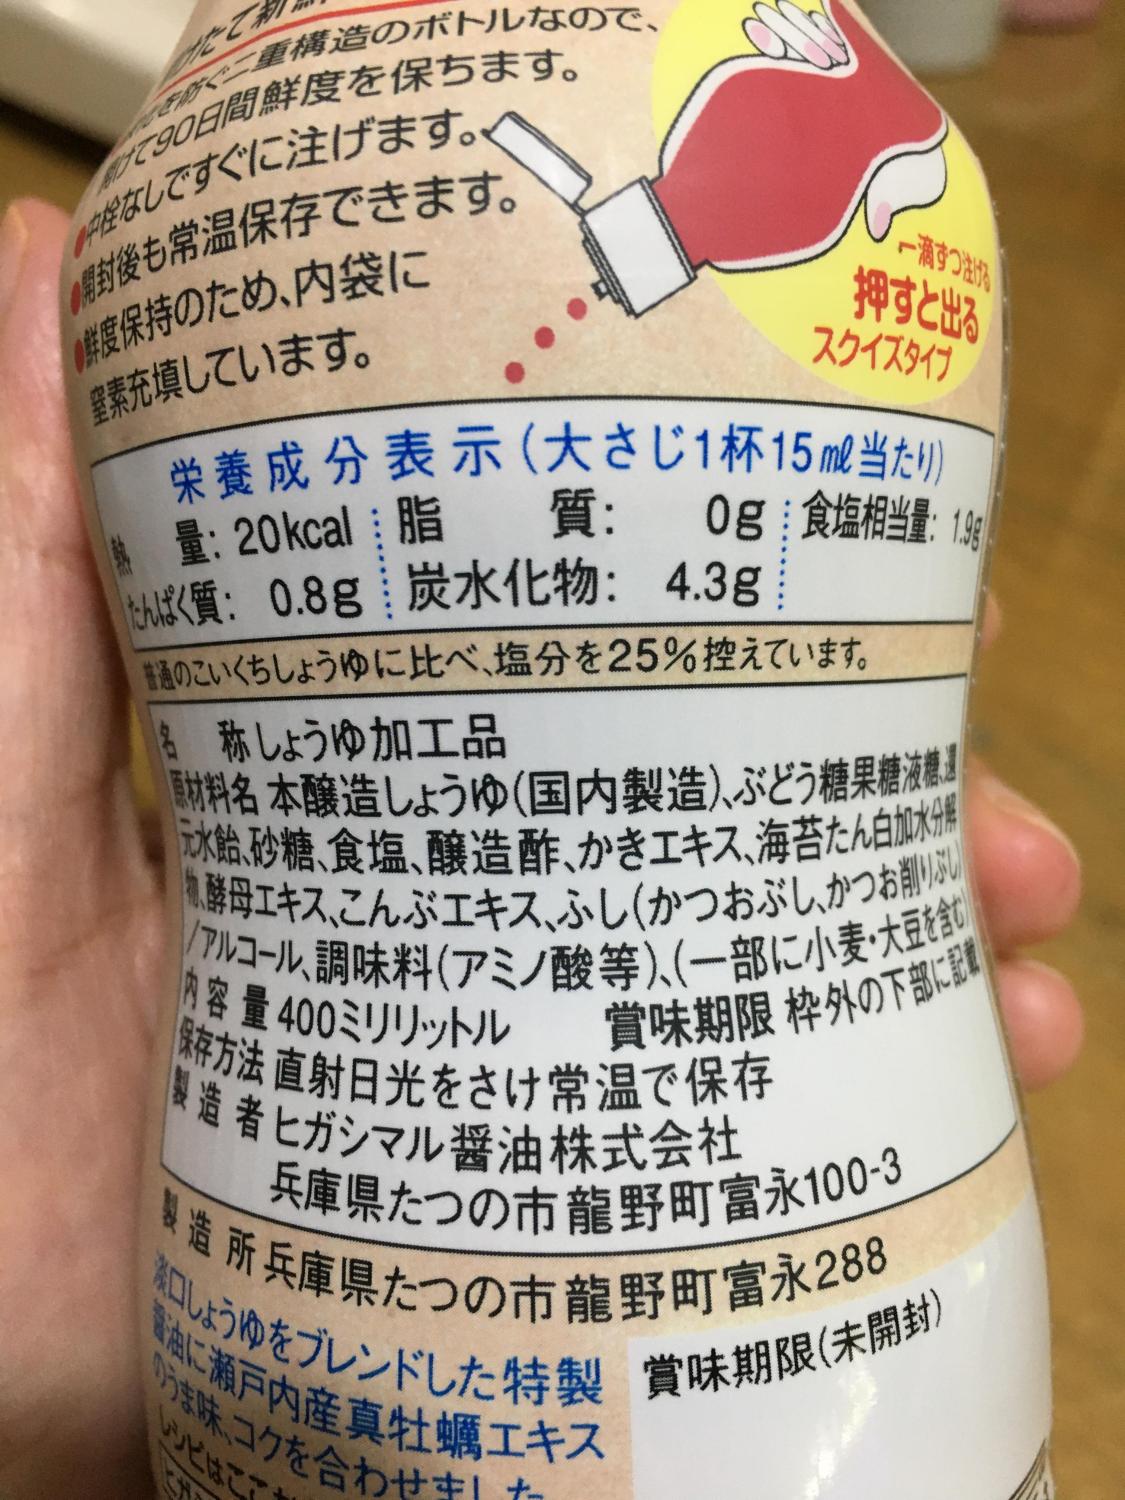 たて新鮮
を防ぐ二重構造のボトルなので、
開けて90日間鮮度を保ちます。
●中栓なしですぐに注げます。
●開封後も常温保存できます。
●鮮度保持のため、内袋に
窒素充填しています。
一滴ずつ注げる
押すと出る
スクイズタイプ
栄養成分表示(大さじ1杯15ml当たり)
熱量: 20kcal 脂質: 0g 食塩相当量: 1.9g
たんぱく質: 0.8g 炭水化物: 4.3g
普通のこいくちしょうゆに比べ、塩分を25%控えています。
名称 しょうゆ加工品
原材料名 本醸造しょうゆ(国内製造)、ぶどう糖果糖液糖、還
元水飴、砂糖、食塩、醸造酢、かきエキス、海苔たん白加水分解
物、酵母エキス、こんぶエキス、ふし(かつおぶし、かつお削りぶし)
/アルコール、調味料(アミノ酸等)、(一部に小麦・大豆を含む)
内容量 400ミリリットル 賞味期限 枠外の下部に記載
保存方法 直射日光をさけ常温で保存
製造者 ヒガシマル醤油株式会社
兵庫県たつの市龍野町富永100-3
製造所 兵庫県たつの市龍野町富永288
淡口しょうゆをブレンドした特製
醤油に瀬戸内産真牡蠣エキス
のうま味、コクを合わせました
レシピはここ
賞味期限(未開封)